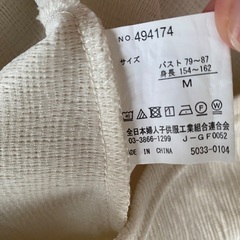 NO. 494174
サイズ
バスト 79～87
身長 154～162
M
全日本婦人子供服工業組合連合会
03-3866-1299 J-GF0052
MADE IN CHINA 5033-0104